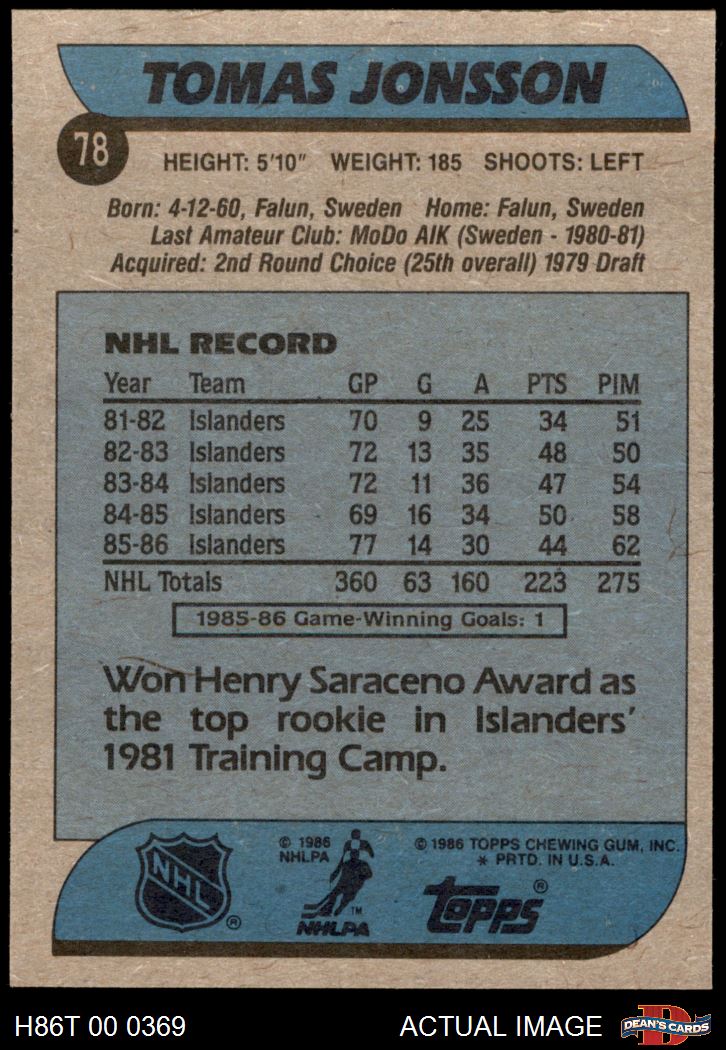 TOMAS JONSSON
78
HEIGHT: 5'10" WEIGHT: 185 SHOOTS: LEFT
Born: 4-12-60, Falun, Sweden Home: Falun, Sweden
Last Amateur Club: MoDo AIK (Sweden - 1980-81)
Acquired: 2nd Round Choice (25th overall) 1979 Draft
NHL RECORD
Year Team GP G A PTS PIM
81-82 Islanders 70 9 25 34 51
82-83 Islanders 72 13 35 48 50
83-84 Islanders 72 11 36 47 54
84-85 Islanders 69 16 34 50 58
85-86 Islanders 77 14 30 44 62
NHL Totals 360 63 160 223 275
1985-86 Game-Winning Goals: 1
Won Henry Saraceno Award as
the top rookie in Islanders'
1981 Training Camp.
NHL ®
© 1986
NHLPA
TM
NHLPA
© 1986 TOPPS CHEWING GUM, INC.
* PRTD. IN U.S.A.
Topps ®
H86T 00 0369 ACTUAL IMAGE
D
DEAN'S CARDS